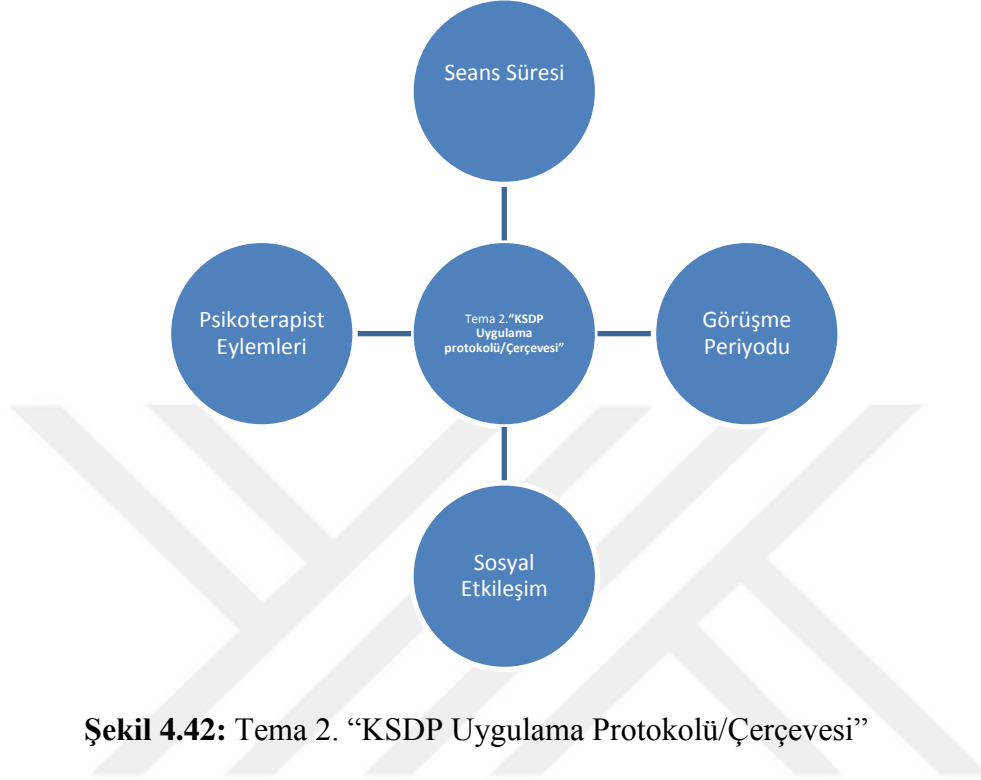 Seans Süresi
Psikoterapist
Eylemleri
Tema 2.“KSDP
Uygulama
protokolü/Çerçevesi”
Görüşme
Periyodu
Sosyal
Etkileşim
Şekil 4.42: Tema 2. “KSDP Uygulama Protokolü/Çerçevesi”